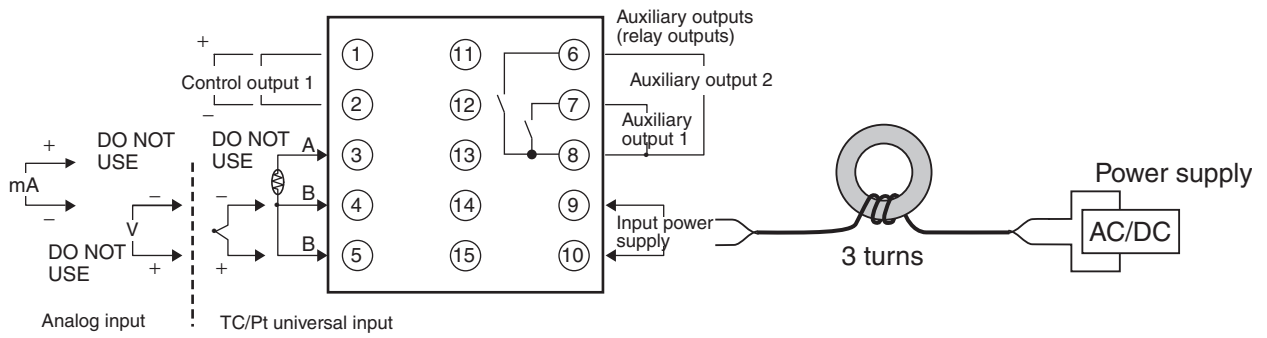 Auxiliary outputs
(relay outputs)
+
1
11
6
Control output 1
Auxiliary output 2
2
12
7
−
Auxiliary
output 1
DO NOT
USE
DO NOT
USE
A
3
13
8
+
mA
−
−
V
+
DO NOT
USE
−
+
B
4
14
9
Input power
supply
B
5
15
10
Analog input
TC/Pt universal input
3 turns
Power supply
AC/DC